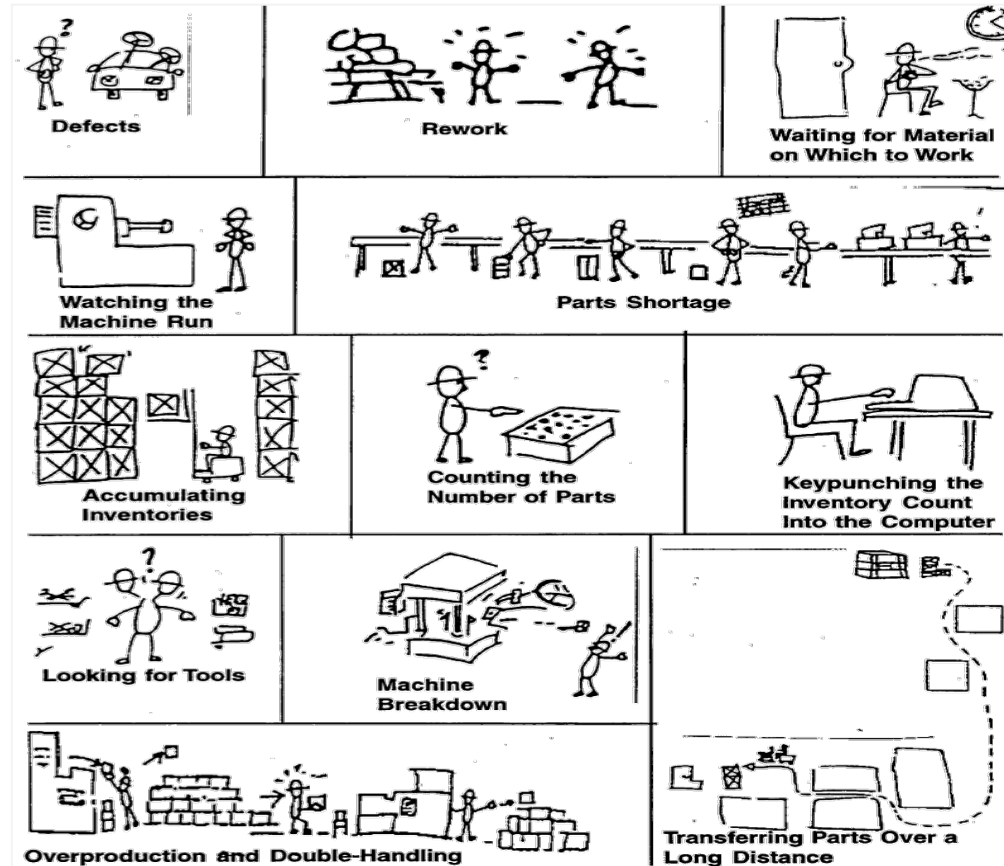 ?
Defects
Rework
Waiting for Material
on Which to Work
Watching the
Machine Run
Parts Shortage
Accumulating
Inventories
?
Counting the
Number of Parts
Keypunching the
Inventory Count
Into the Computer
?
Looking for Tools
Machine
Breakdown
Overproduction and Double-Handling
Transferring Parts Over a
Long Distance